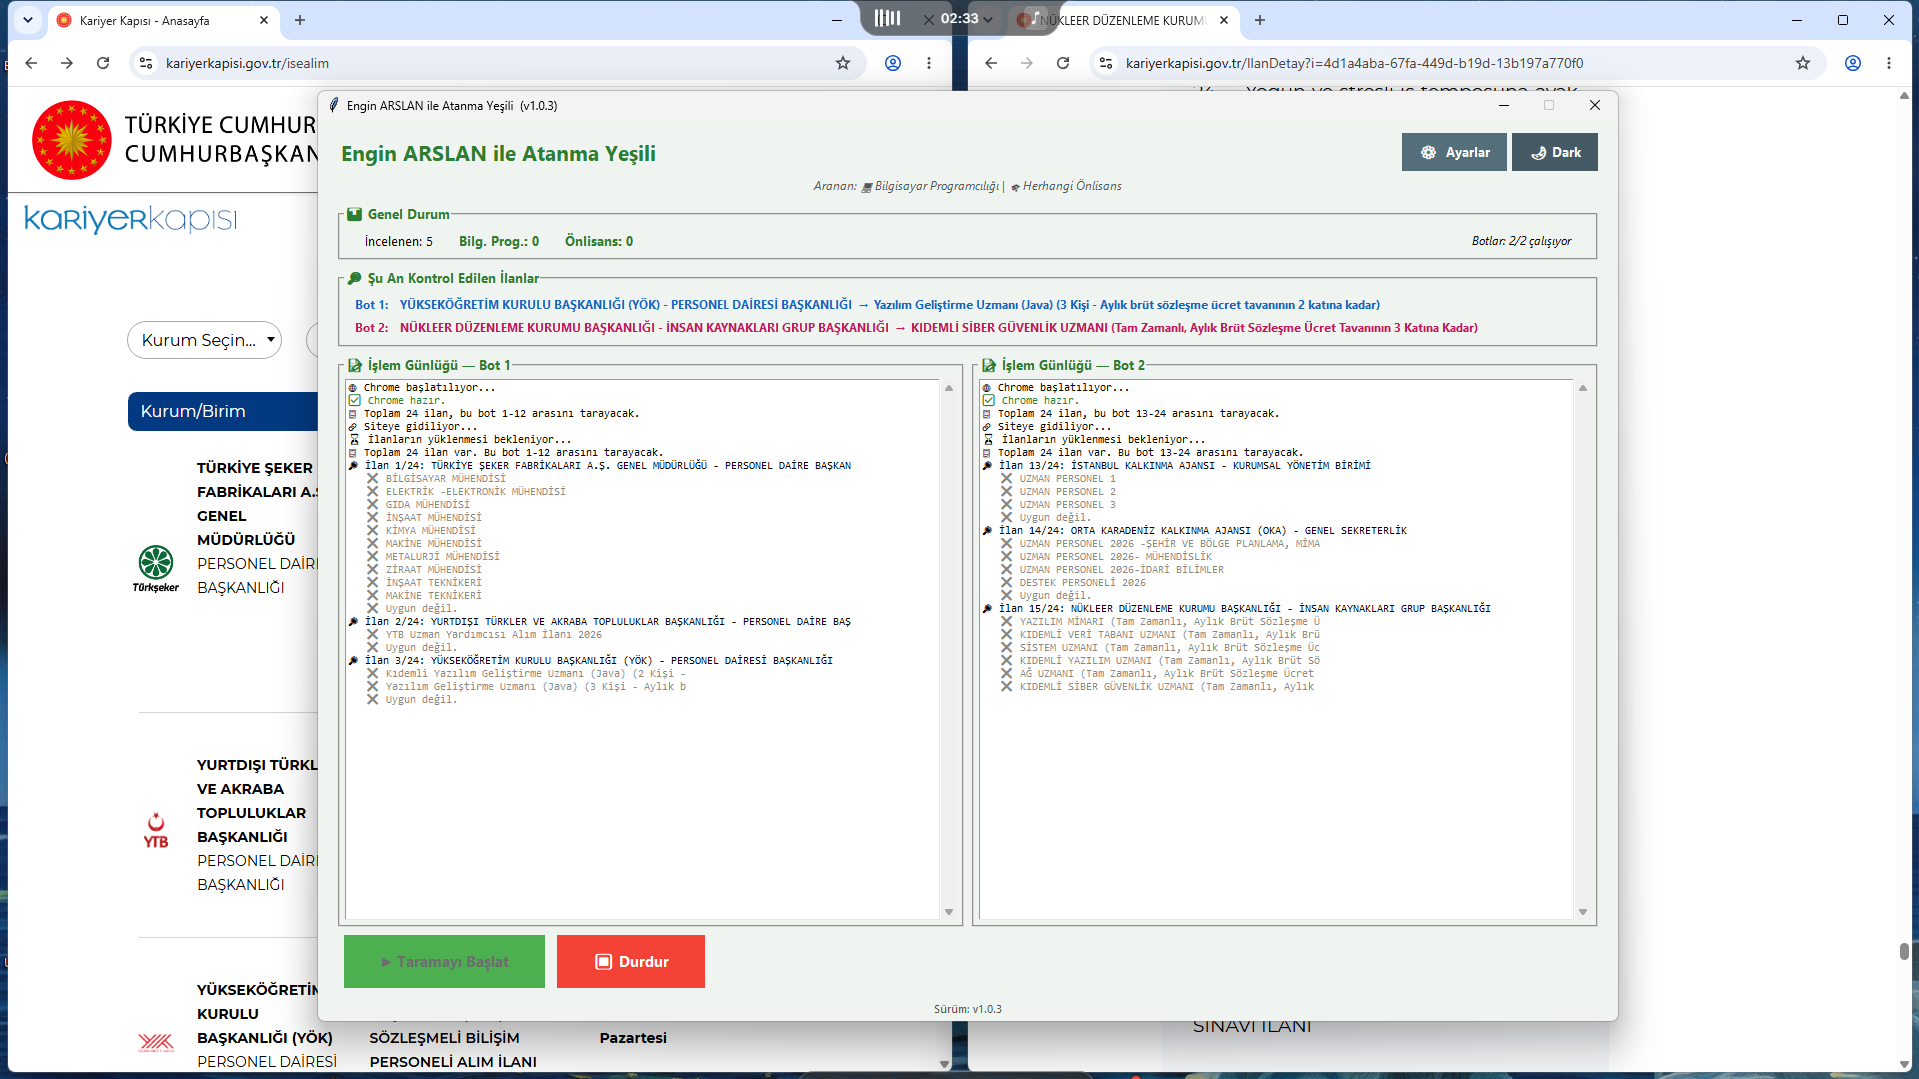 Kariyer Kapısı - Anasayfa
02:33
NÜKLEER DÜZENLEME KURUM
kariyerkapisi.gov.tr/isealim
kariyerkapisi.gov.tr/IlanDetay?i=4d1a4aba-67fa-449d-b19d-13b197a770f0
TÜRKİYE CUMHUR
CUMHURBAŞKAN
kariyerkapısı
Kurum Seçin...
Kurum/Birim
TÜRKİYE ŞEKER
FABRİKALARI A.Ş
GENEL
MÜDÜRLÜĞÜ
PERSONEL DAİRE
BAŞKANLIĞI
Türkşeker
YURTDIŞI TÜRKL
VE AKRABA
TOPLULUKLAR
BAŞKANLIĞI
PERSONEL DAİRE
BAŞKANLIĞI
YTB
YÜKSEKÖĞRETİM
KURULU
BAŞKANLIĞI (YÖK)
PERSONEL DAİRESİ
SÖZLEŞMELİ BİLİŞİM
PERSONELİ ALIM İLANI
Pazartesi
Engin ARSLAN ile Atanma Yeşili (v1.0.3)
Engin ARSLAN ile Atanma Yeşili
Ayarlar
Dark
Aranan: Bilgisayar Programcılığı | Herhangi Önlisans
Genel Durum
İncelenen: 5 Bilg. Prog.: 0 Önlisans: 0
Botlar: 2/2 çalışıyor
Şu An Kontrol Edilen İlanlar
Bot 1: YÜKSEKÖĞRETİM KURULU BAŞKANLIĞI (YÖK) - PERSONEL DAİRESİ BAŞKANLIĞI → Yazılım Geliştirme Uzmanı (Java) (3 Kişi - Aylık brüt sözleşme ücret tavanının 2 katına kadar)
Bot 2: NÜKLEER DÜZENLEME KURUMU BAŞKANLIĞI - İNSAN KAYNAKLARI GRUP BAŞKANLIĞI → KIDEMLİ SİBER GÜVENLİK UZMANI (Tam Zamanlı, Aylık Brüt Sözleşme Ücret Tavanının 3 Katına Kadar)
İşlem Günlüğü — Bot 1
Chrome başlatılıyor...
Chrome hazır.
Toplam 24 ilan, bu bot 1-12 arasını tarayacak.
Siteye gidiliyor...
İlanların yüklenmesi bekleniyor...
Toplam 24 ilan var. Bu bot 1-12 arasını tarayacak.
İlan 1/24: TÜRKİYE ŞEKER FABRİKALARI A.Ş. GENEL MÜDÜRLÜĞÜ - PERSONEL DAİRE BAŞKAN
BİLGİSAYAR MÜHENDİSİ
ELEKTRİK -ELEKTRONİK MÜHENDİSİ
GIDA MÜHENDİSİ
İNŞAAT MÜHENDİSİ
KİMYA MÜHENDİSİ
MAKİNE MÜHENDİSİ
METALURJİ MÜHENDİSİ
ZİRAAT MÜHENDİSİ
İNŞAAT TEKNİKERİ
MAKİNE TEKNİKERİ
Uygun değil.
İlan 2/24: YURTDIŞI TÜRKLER VE AKRABA TOPLULUKLAR BAŞKANLIĞI - PERSONEL DAİRE BAŞ
YTB Uzman Yardımcısı Alım İlanı 2026
Uygun değil.
İlan 3/24: YÜKSEKÖĞRETİM KURULU BAŞKANLIĞI (YÖK) - PERSONEL DAİRESİ BAŞKANLIĞI
Kıdemli Yazılım Geliştirme Uzmanı (Java) (2 Kişi -
Yazılım Geliştirme Uzmanı (Java) (3 Kişi - Aylık b
Uygun değil.
İşlem Günlüğü — Bot 2
Chrome başlatılıyor...
Chrome hazır.
Toplam 24 ilan, bu bot 13-24 arasını tarayacak.
Siteye gidiliyor...
İlanların yüklenmesi bekleniyor...
Toplam 24 ilan var. Bu bot 13-24 arasını tarayacak.
İlan 13/24: İSTANBUL KALKINMA AJANSI - KURUMSAL YÖNETİM BİRİMİ
UZMAN PERSONEL 1
UZMAN PERSONEL 2
UZMAN PERSONEL 3
Uygun değil.
İlan 14/24: ORTA KARADENİZ KALKINMA AJANSI (OKA) - GENEL SEKRETERLİK
UZMAN PERSONEL 2026 -ŞEHİR VE BÖLGE PLANLAMA, MİMA
UZMAN PERSONEL 2026- MÜHENDİSLİK
UZMAN PERSONEL 2026-İDARİ BİLİMLER
DESTEK PERSONELİ 2026
Uygun değil.
İlan 15/24: NÜKLEER DÜZENLEME KURUMU BAŞKANLIĞI - İNSAN KAYNAKLARI GRUP BAŞKANLIĞI
YAZILIM MİMARI (Tam Zamanlı, Aylık Brüt Sözleşme Ü
KIDEMLİ VERİ TABANI UZMANI (Tam Zamanlı, Aylık Brü
SİSTEM UZMANI (Tam Zamanlı, Aylık Brüt Sözleşme Üc
KIDEMLİ YAZILIM UZMANI (Tam Zamanlı, Aylık Brüt Sö
AĞ UZMANI (Tam Zamanlı, Aylık Brüt Sözleşme Ücret
KIDEMLİ SİBER GÜVENLİK UZMANI (Tam Zamanlı, Aylık
Taramayı Başlat
Durdur
Sürüm: v1.0.3
SINAVI İLANI